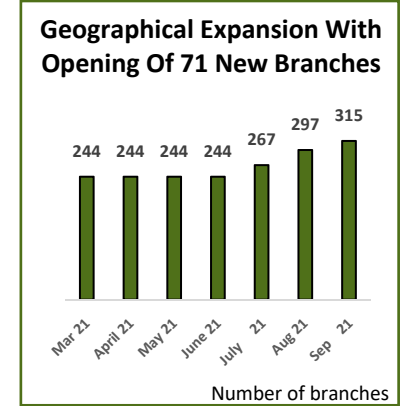 Geographical Expansion With
Opening Of 71 New Branches
244 244 244 244 267 297 315
Mar 21 April 21 May 21 June 21 July 21 Aug 21 Sep 21
Number of branches